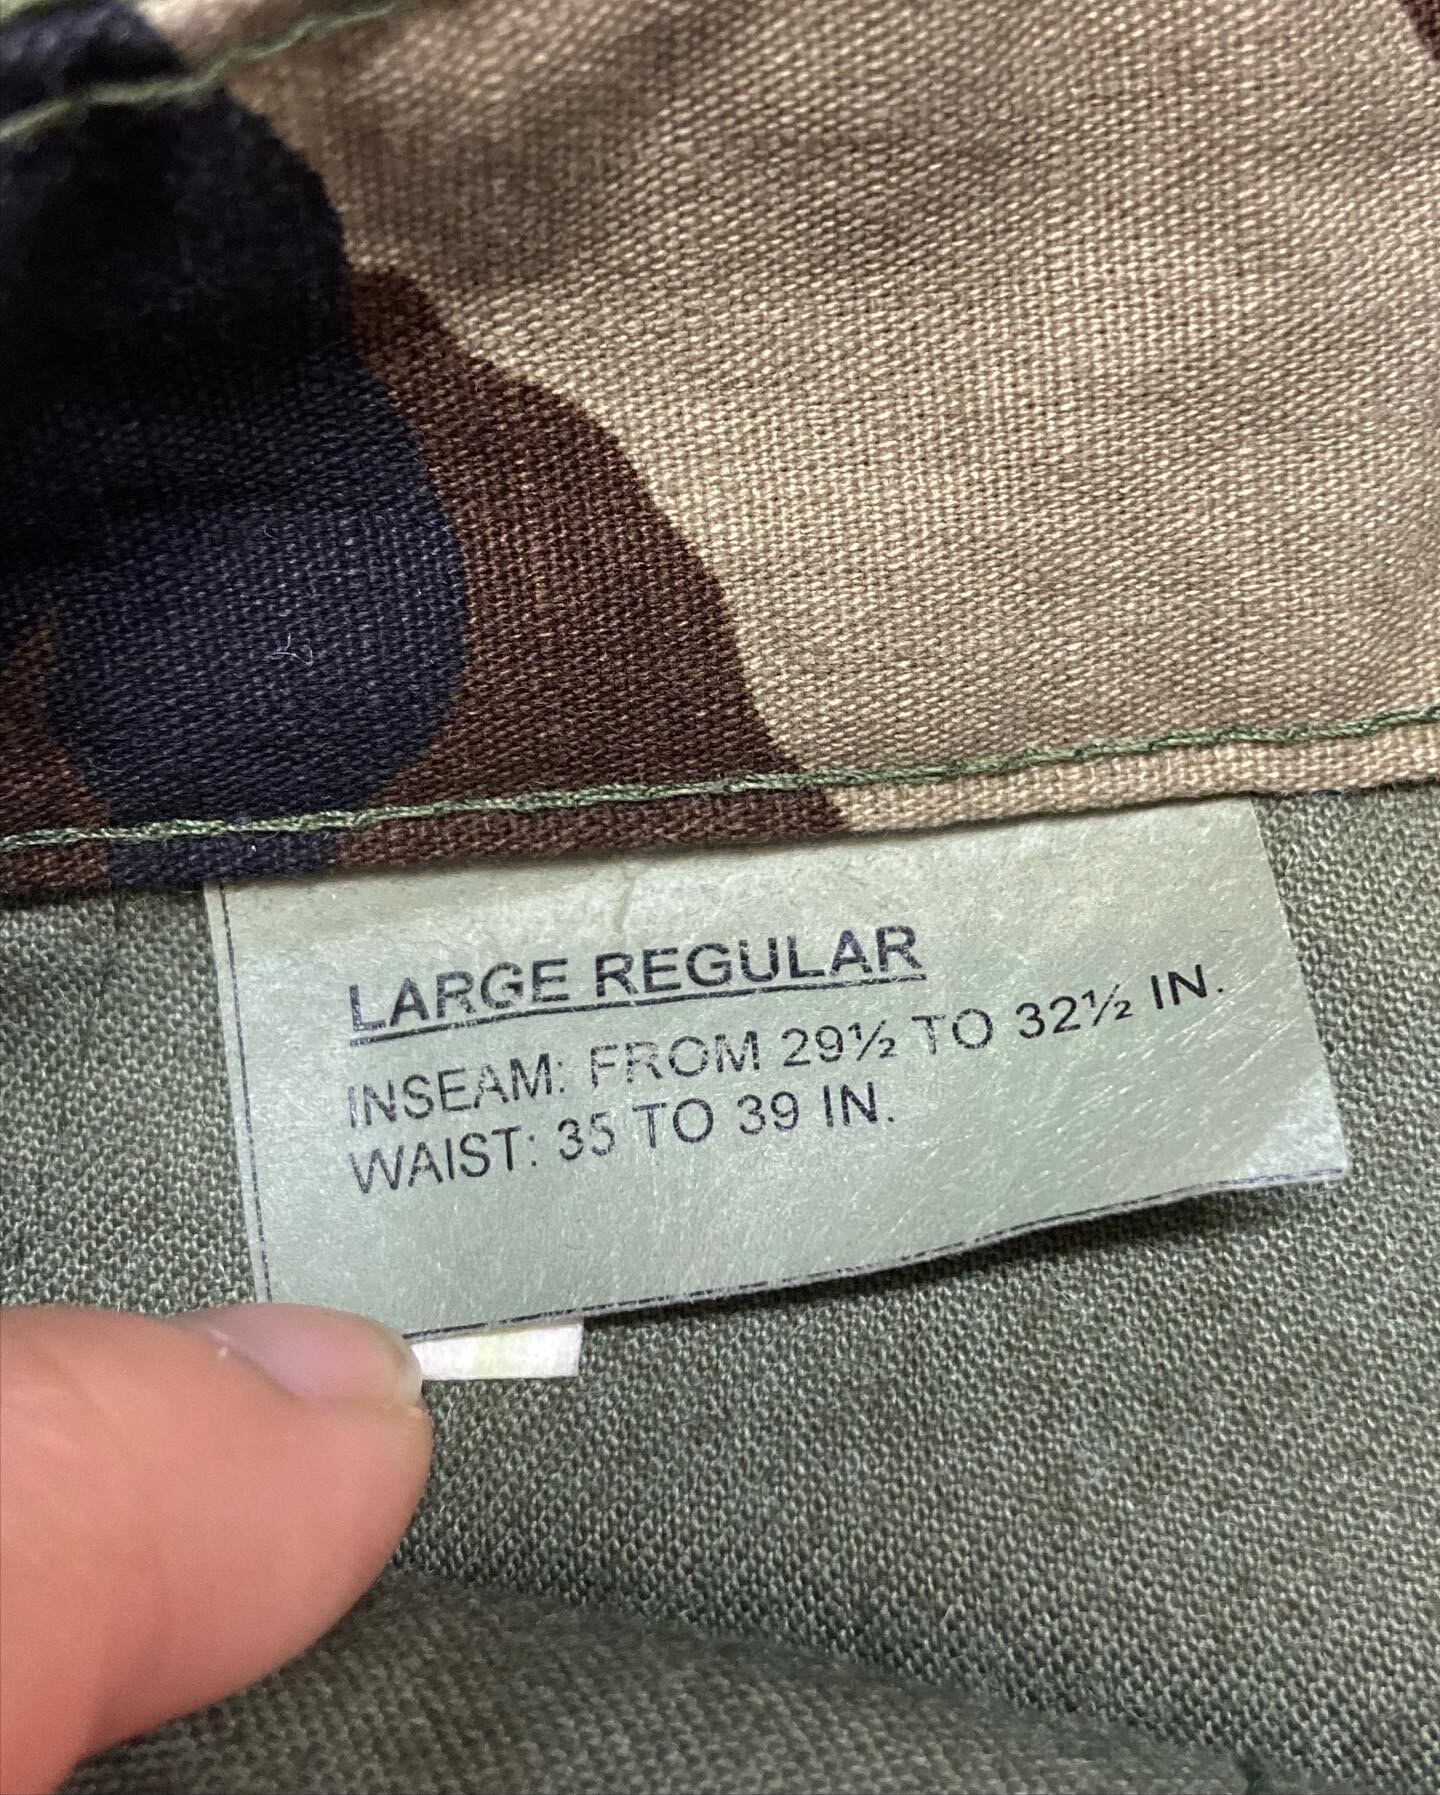 LARGE REGULAR
INSEAM: FROM 29½ TO 32½ IN.
WAIST: 35 TO 39 IN.